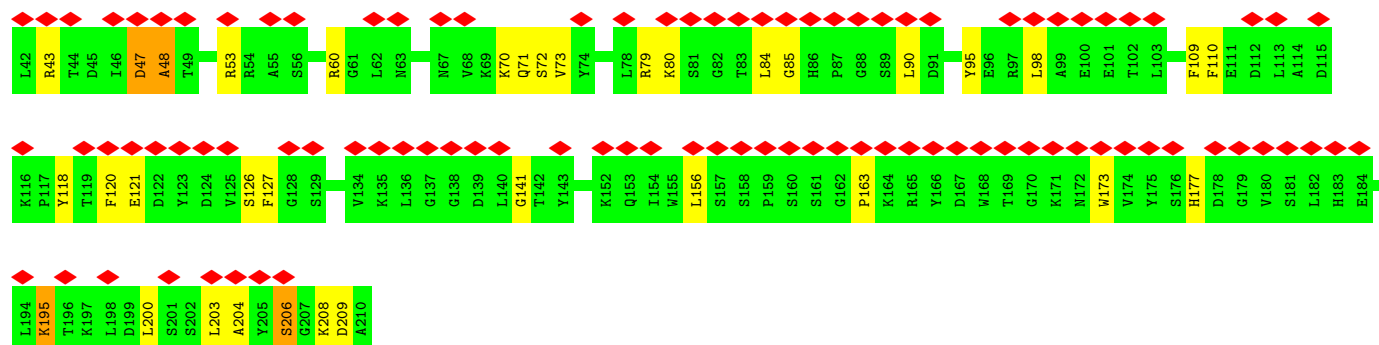 L42 R43 T44 D45 I46 D47 A48 T49 R53 R54 A55 S56 R60 G61 L62 N63 N67 V68 K69 K70 Q71 S72 V73 Y74 L78 R79 K80 S81 G82 T83 L84 G85 H86 P87 G88 S89 L90 D91 Y95 E96 R97 L98 A99 E100 E101 T102 L103 F109 F110 E111 D112 L113 A114 D115
K116 P117 Y118 T119 F120 E121 D122 Y123 D124 V125 S126 F127 G128 S129 V134 K135 L136 G137 G138 D139 L140 G141 T142 Y143 K152 Q153 I154 W155 L156 S157 S158 P159 S160 S161 G162 P163 K164 R165 Y166 D167 W168 T169 G170 K171 N172 W173 V174 Y175 S176 H177 D178 G179 V180 S181 L182 H183 E184
L194 K195 T196 K197 L198 D199 L200 S201 S202 L203 A204 Y205 S206 G207 K208 D209 A210